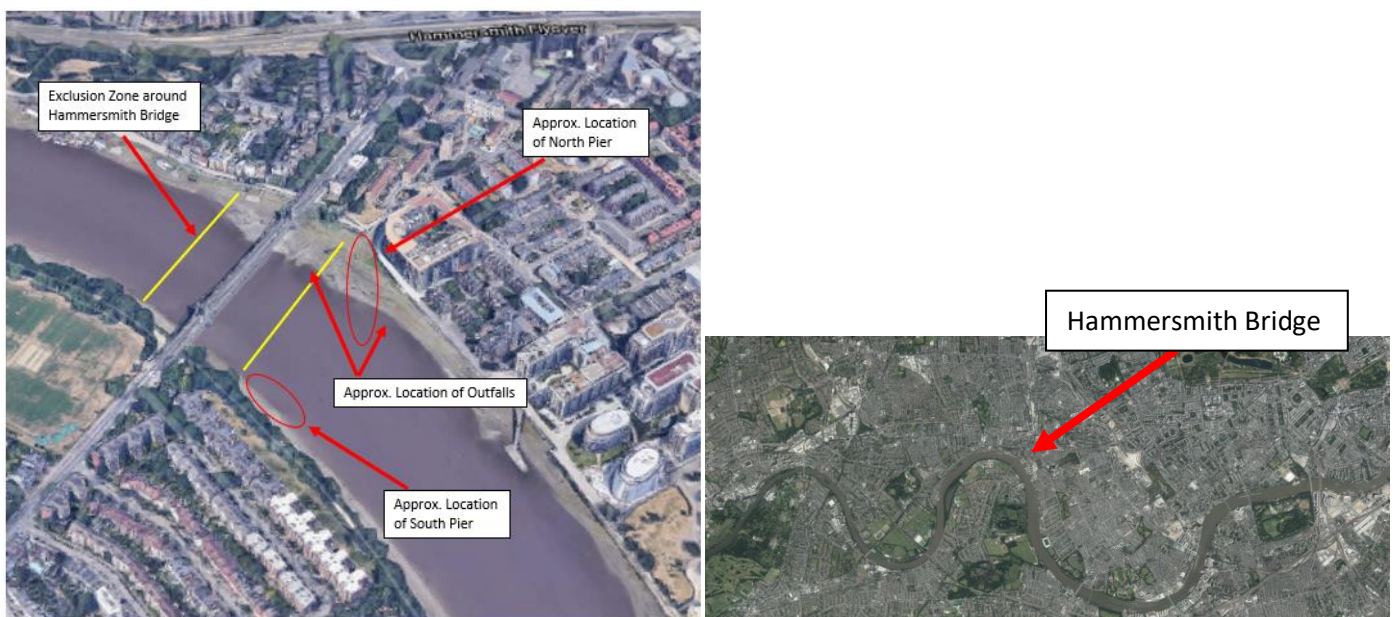 Hammersmith Flyover
Exclusion Zone around
Hammersmith Bridge
Approx. Location
of North Pier
Approx. Location of Outfalls
Approx. Location
of South Pier
Hammersmith Bridge